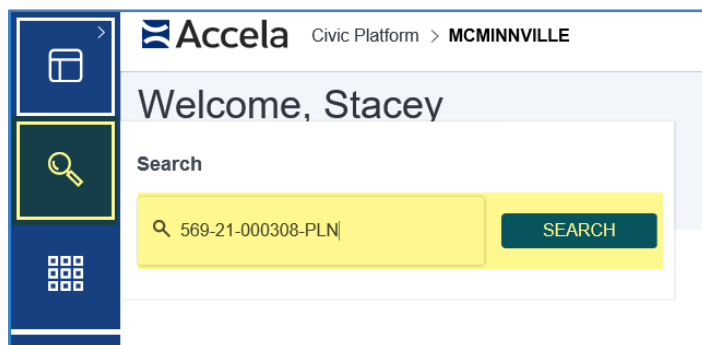 Accela Civic Platform > MCMINNVILLE
Welcome, Stacey
Search
569-21-000308-PLN
SEARCH